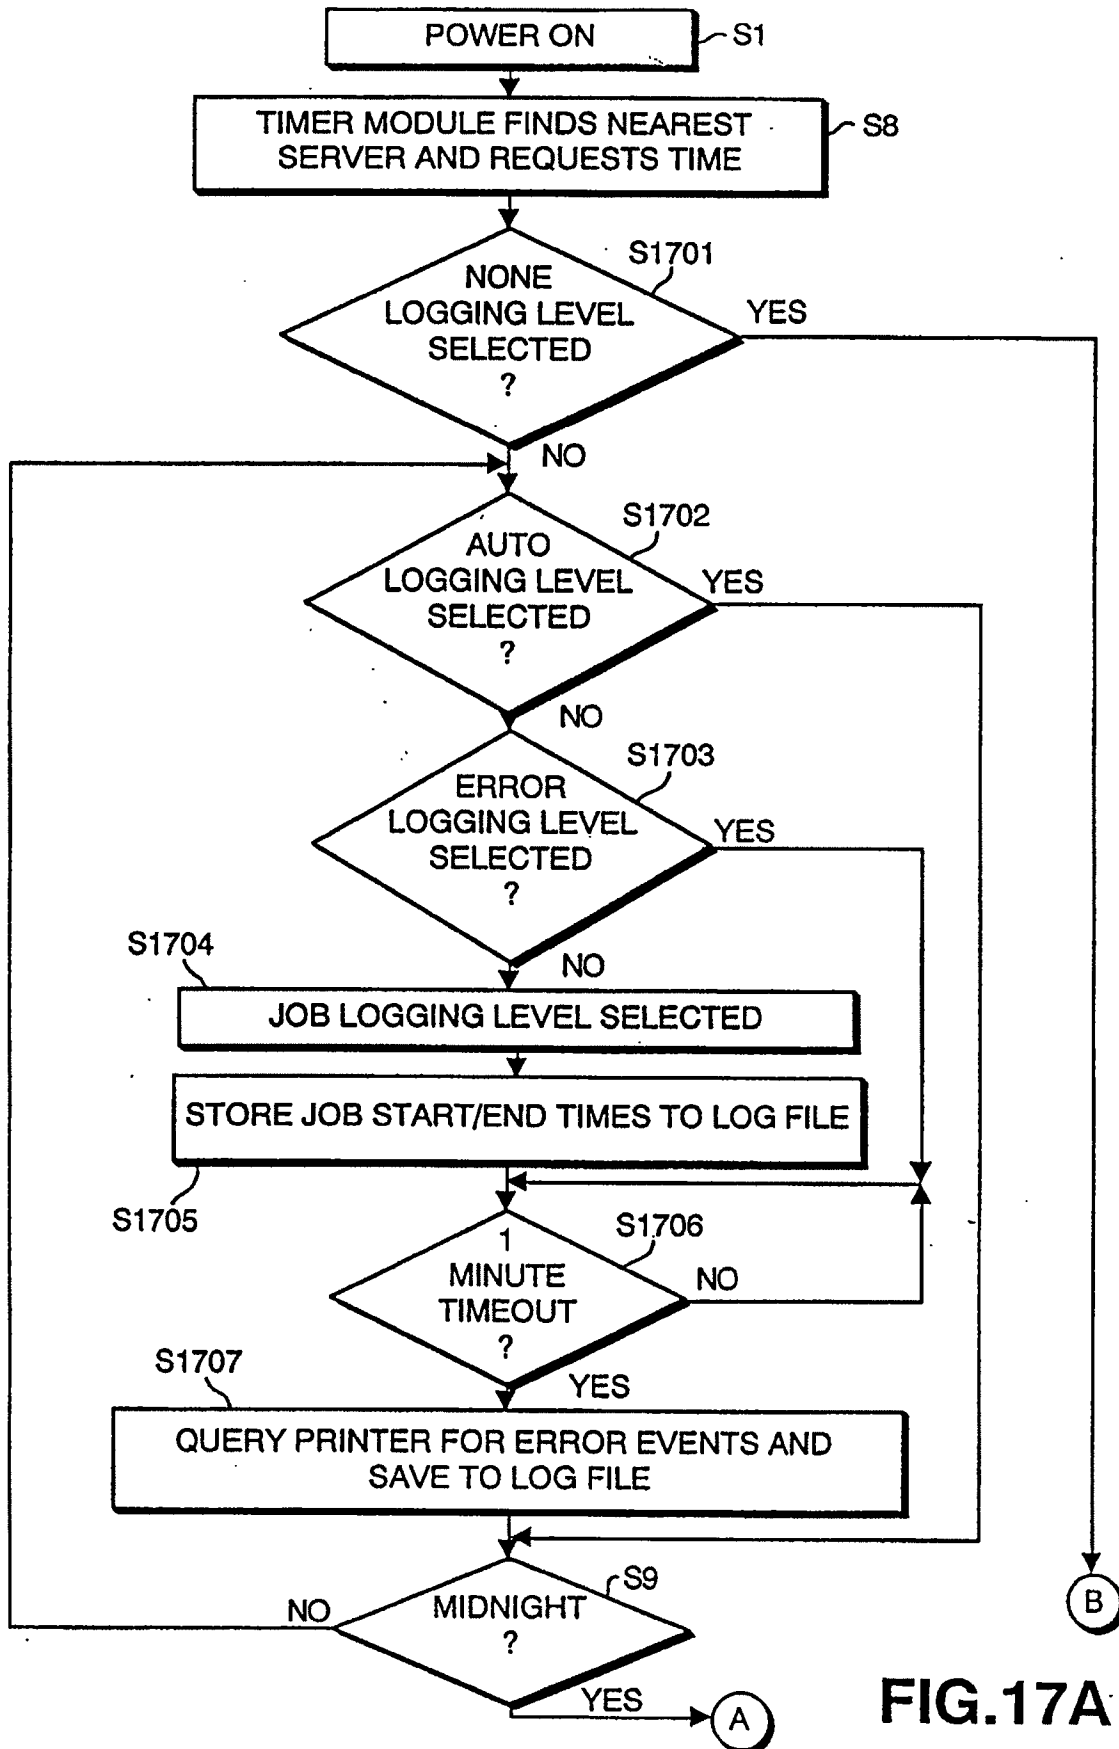 POWER ON
S1
TIMER MODULE FINDS NEAREST
SERVER AND REQUESTS TIME
S8
S1701
NONE
LOGGING LEVEL
SELECTED
?
YES
NO
S1702
AUTO
LOGGING LEVEL
SELECTED
?
YES
NO
S1703
ERROR
LOGGING LEVEL
SELECTED
?
YES
NO
S1704
JOB LOGGING LEVEL SELECTED
STORE JOB START/END TIMES TO LOG FILE
S1705
S1706
1
MINUTE
TIMEOUT
?
NO
YES
S1707
QUERY PRINTER FOR ERROR EVENTS AND
SAVE TO LOG FILE
S9
MIDNIGHT
?
NO
YES
A
B
FIG.17A